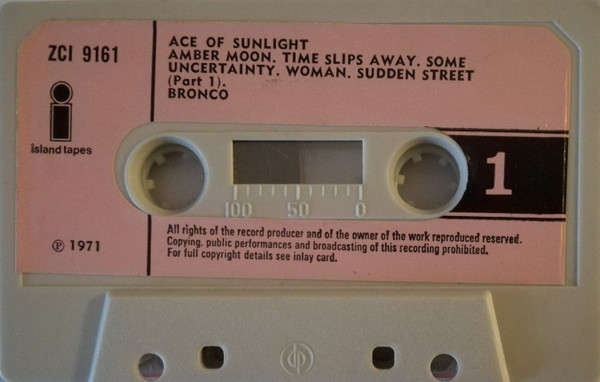 ZCI 9161
island tapes
℗ 1971
ACE OF SUNLIGHT
AMBER MOON. TIME SLIPS AWAY. SOME
UNCERTAINTY. WOMAN. SUDDEN STREET
(Part 1).
BRONCO
1
100 50 0
All rights of the record producer and of the owner of the work reproduced reserved.
Copying, public performances and broadcasting of this recording prohibited.
For full copyright details see inlay card.
dp